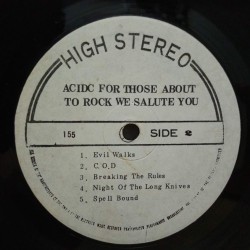 HIGH STEREO
ACIDC FOR THOSE ABOUT
TO ROCK WE SALUTE YOU
155 SIDE 2
1, Evil Walks
2, C.O,D
3, Breaking The Rules
4, Night Of The Long Knives
5, Spell Bound